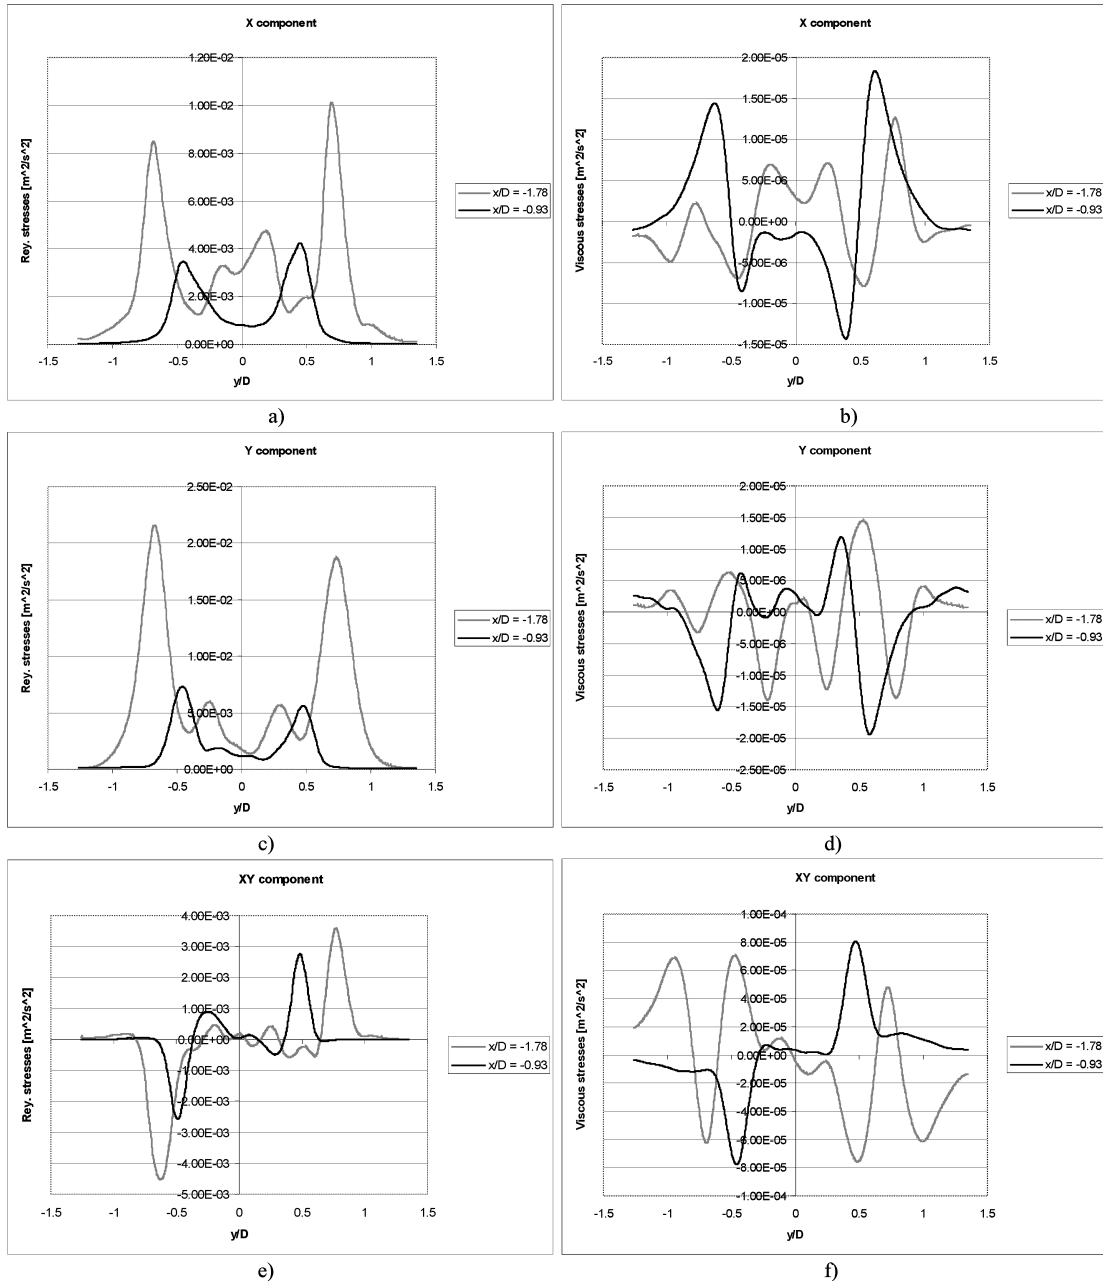 X component
1.20E-02
1.00E-02
8.00E-03
6.00E-03
4.00E-03
2.00E-03
0.00E+00
-1.5 -1 -0.5 0 0.5 1 1.5
y/D
Rey. stresses [m^2/s^2]
x/D = -1.78
x/D = -0.93
a)
X component
2.00E-05
1.50E-05
1.00E-05
5.00E-06
0.00E+00
-5.00E-06
-1.00E-05
-1.50E-05
-1.5 -1 -0.5 0 0.5 1 1.5
y/D
Viscous stresses [m^2/s^2]
x/D = -1.78
x/D = -0.93
b)
Y component
2.50E-02
2.00E-02
1.50E-02
1.00E-02
5.00E-03
0.00E+00
-1.5 -1 -0.5 0 0.5 1 1.5
y/D
Rey. stresses [m^2/s^2]
x/D = -1.78
x/D = -0.93
c)
Y component
2.00E-05
1.50E-05
1.00E-05
5.00E-06
0.00E+00
-5.00E-06
-1.00E-05
-1.50E-05
-2.00E-05
-2.50E-05
-1.5 -1 -0.5 0 0.5 1 1.5
y/D
Viscous stresses [m^2/s^2]
x/D = -1.78
x/D = -0.93
d)
XY component
4.00E-03
3.00E-03
2.00E-03
1.00E-03
0.00E+00
-1.00E-03
-2.00E-03
-3.00E-03
-4.00E-03
-5.00E-03
-1.5 -1 -0.5 0 0.5 1 1.5
y/D
Rey. stresses [m^2/s^2]
x/D = -1.78
x/D = -0.93
e)
XY component
1.00E-04
8.00E-05
6.00E-05
4.00E-05
2.00E-05
0.00E+00
-2.00E-05
-4.00E-05
-6.00E-05
-8.00E-05
-1.00E-04
-1.5 -1 -0.5 0 0.5 1 1.5
y/D
Viscous stresses [m^2/s^2]
x/D = -1.78
x/D = -0.93
f)